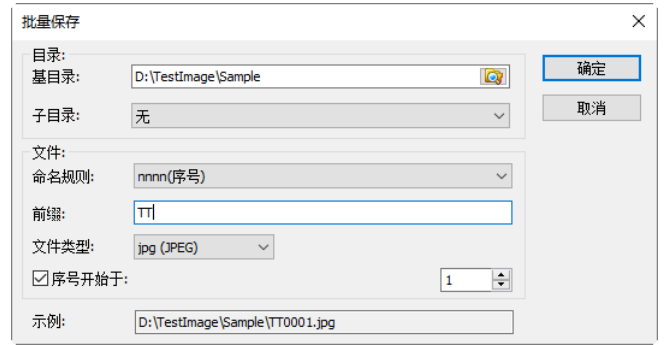 批量保存
目录:
基目录: D:\TestImage\Sample
确定
子目录: 无
取消
文件:
命名规则: nnnn(序号)
前缀: TT
文件类型: jpg (JPEG)
序号开始于: 1
示例: D:\TestImage\Sample\TT0001.jpg